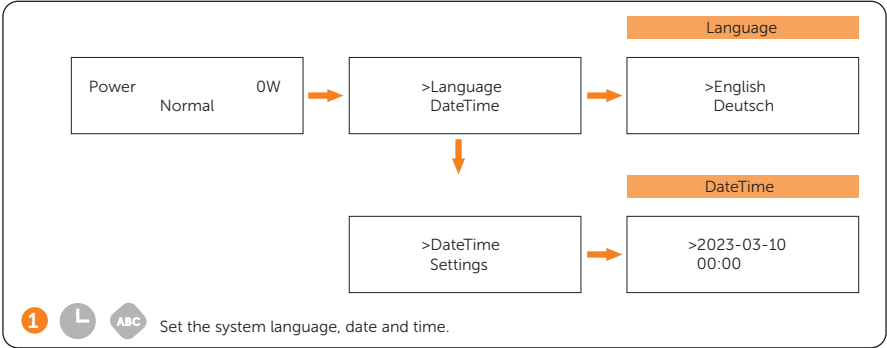 Language
Power 0W
Normal
>Language
DateTime
>English
Deutsch
DateTime
>DateTime
Settings
>2023-03-10
00:00
1 ABC Set the system language, date and time.